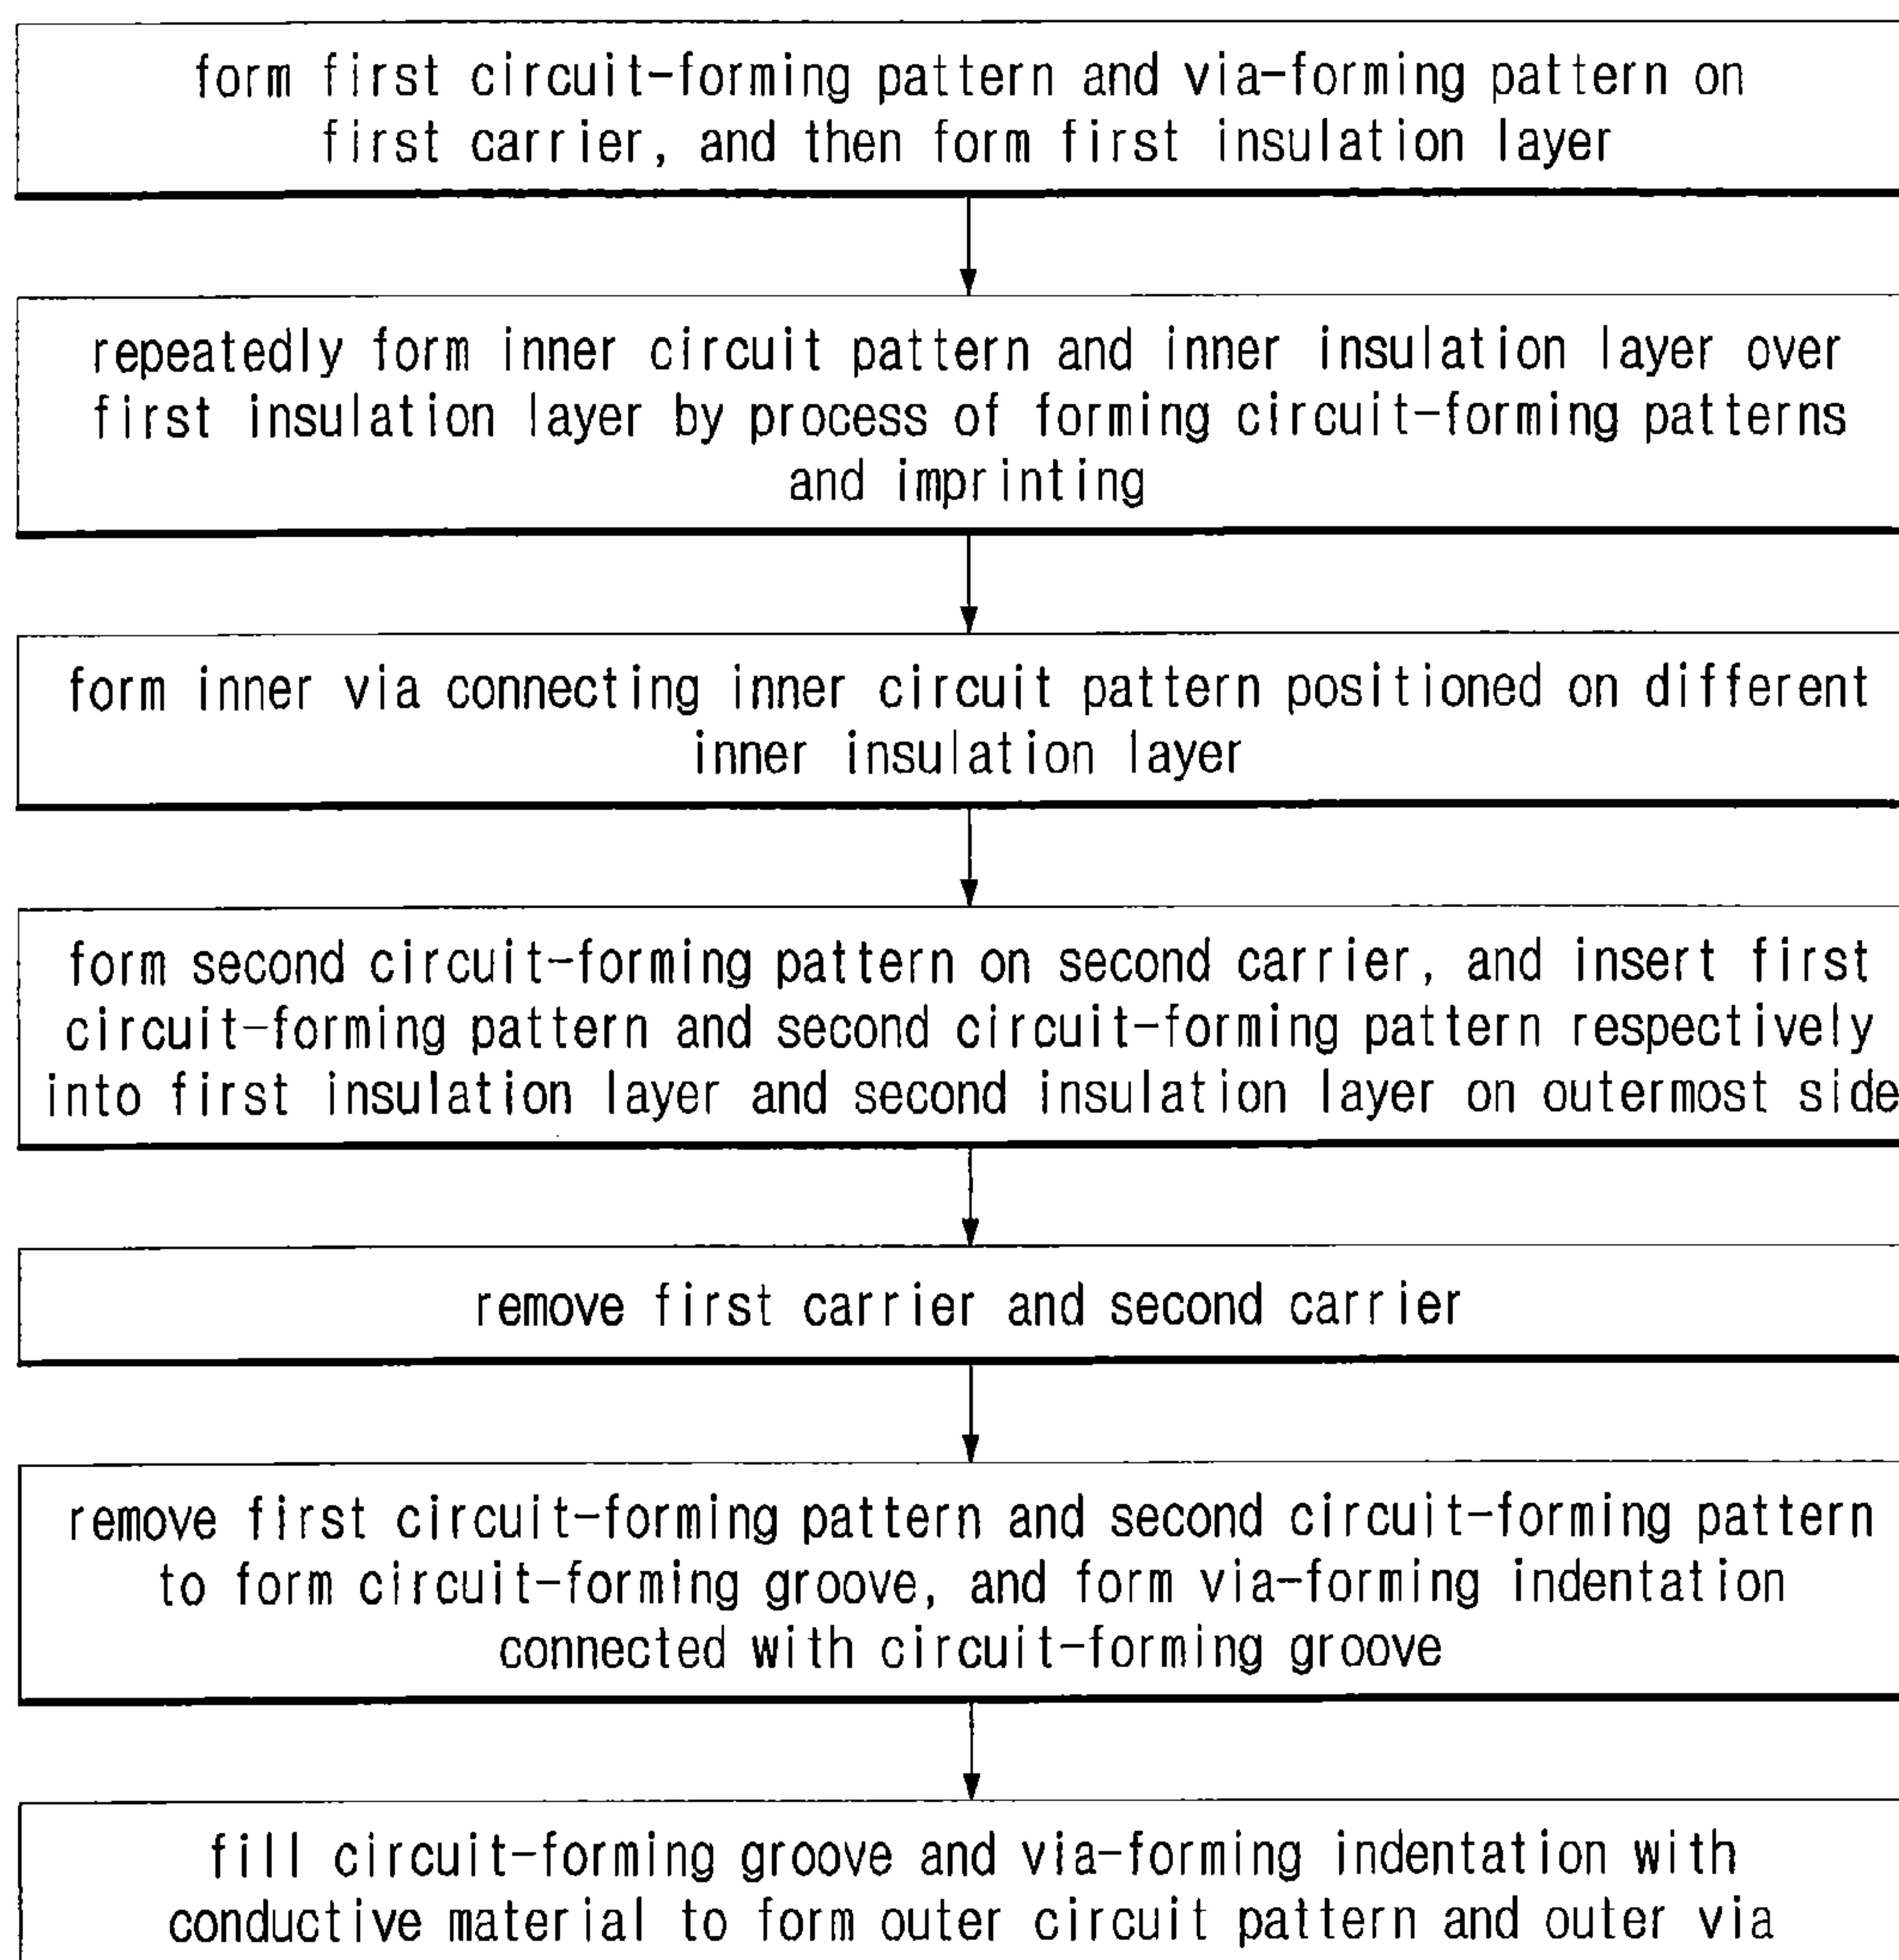 form first circuit-forming pattern and via-forming pattern on
first carrier, and then form first insulation layer
repeatedly form inner circuit pattern and inner insulation layer over
first insulation layer by process of forming circuit-forming patterns
and imprinting
form inner via connecting inner circuit pattern positioned on different
inner insulation layer
form second circuit-forming pattern on second carrier, and insert first
circuit-forming pattern and second circuit-forming pattern respectively
into first insulation layer and second insulation layer on outermost side
remove first carrier and second carrier
remove first circuit-forming pattern and second circuit-forming pattern
to form circuit-forming groove, and form via-forming indentation
connected with circuit-forming groove
fill circuit-forming groove and via-forming indentation with
conductive material to form outer circuit pattern and outer via